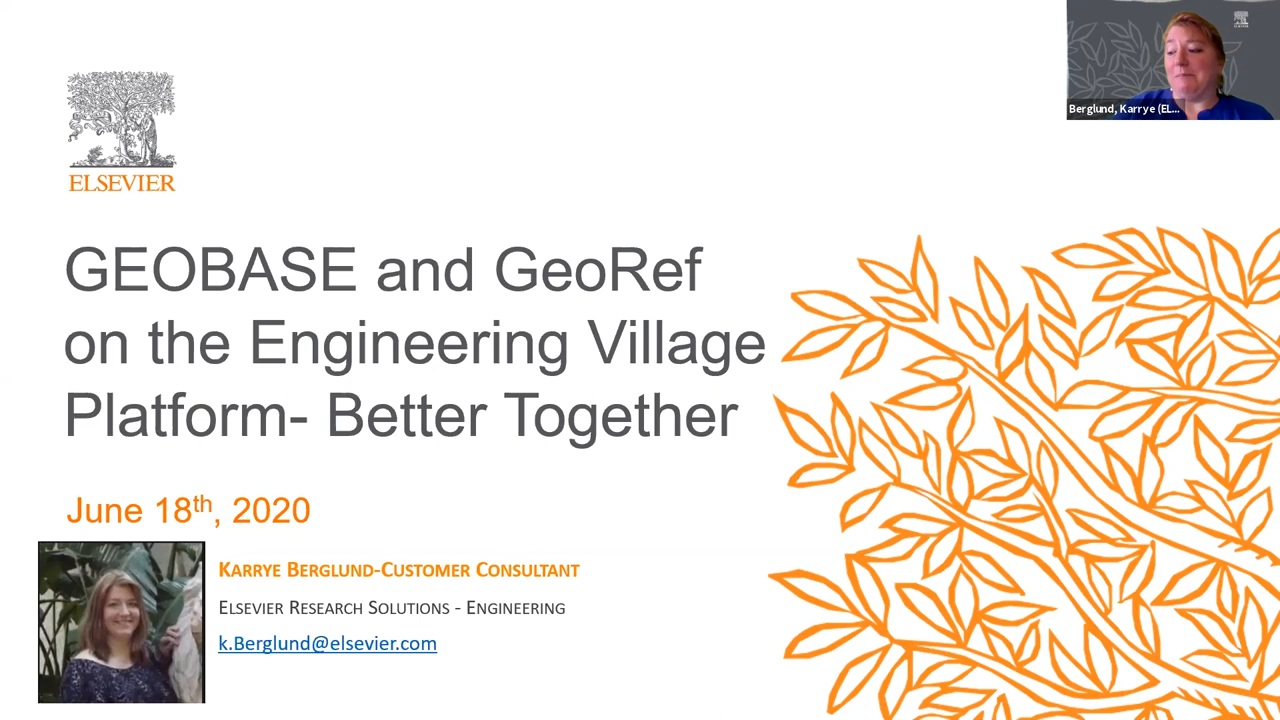 Berglund, Karrye (EL...
ELSEVIER
GEOBASE and GeoRef
on the Engineering Village
Platform- Better Together
June 18th, 2020
KARRYE BERGLUND-CUSTOMER CONSULTANT
ELSEVIER RESEARCH SOLUTIONS - ENGINEERING
k.Berglund@elsevier.com